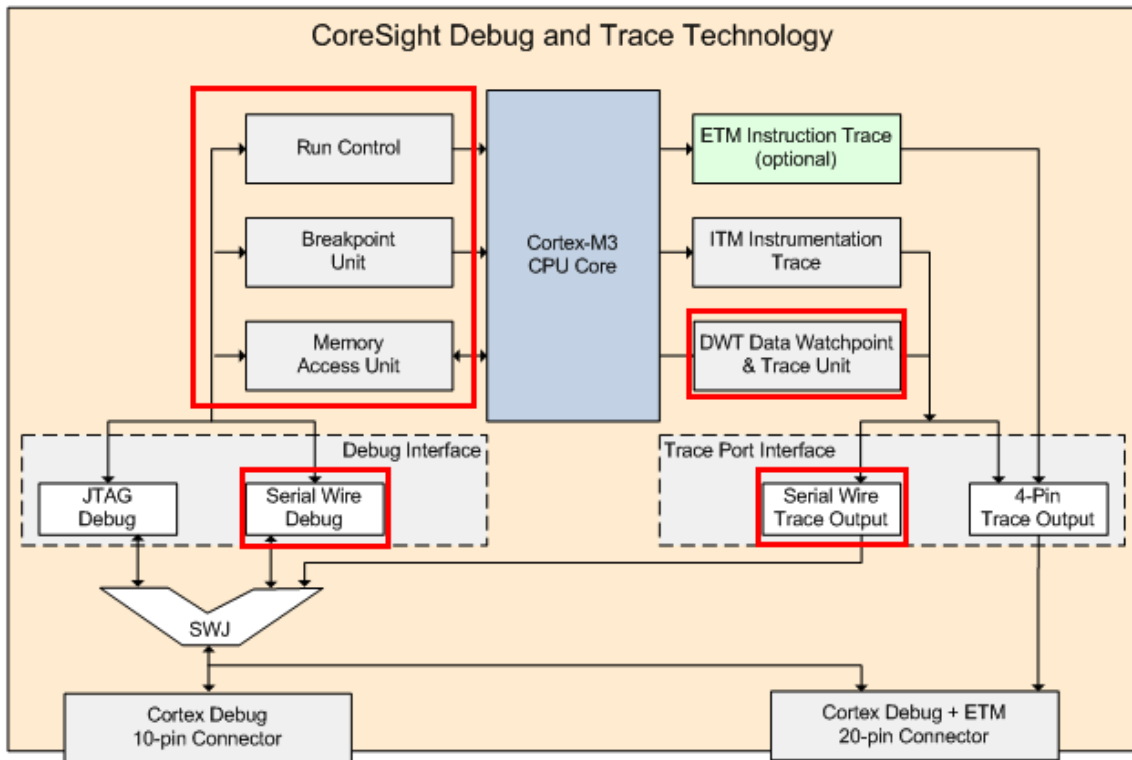 CoreSight Debug and Trace Technology
Run Control
Breakpoint
Unit
Memory
Access Unit
Cortex-M3
CPU Core
ETM Instruction Trace
(optional)
ITM Instrumentation
Trace
DWT Data Watchpoint
& Trace Unit
Debug Interface
JTAG
Debug
Serial Wire
Debug
Trace Port Interface
Serial Wire
Trace Output
4-Pin
Trace Output
SWJ
Cortex Debug
10-pin Connector
Cortex Debug + ETM
20-pin Connector